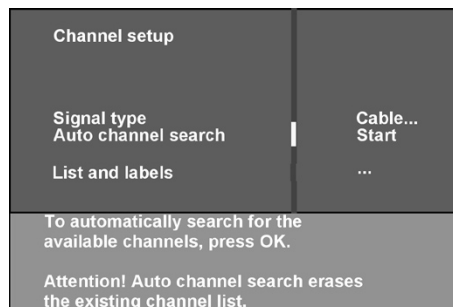 Channel setup
Signal type Cable...
Auto channel search Start
List and labels ...
To automatically search for the
available channels, press OK.
Attention! Auto channel search erases
the existing channel list.